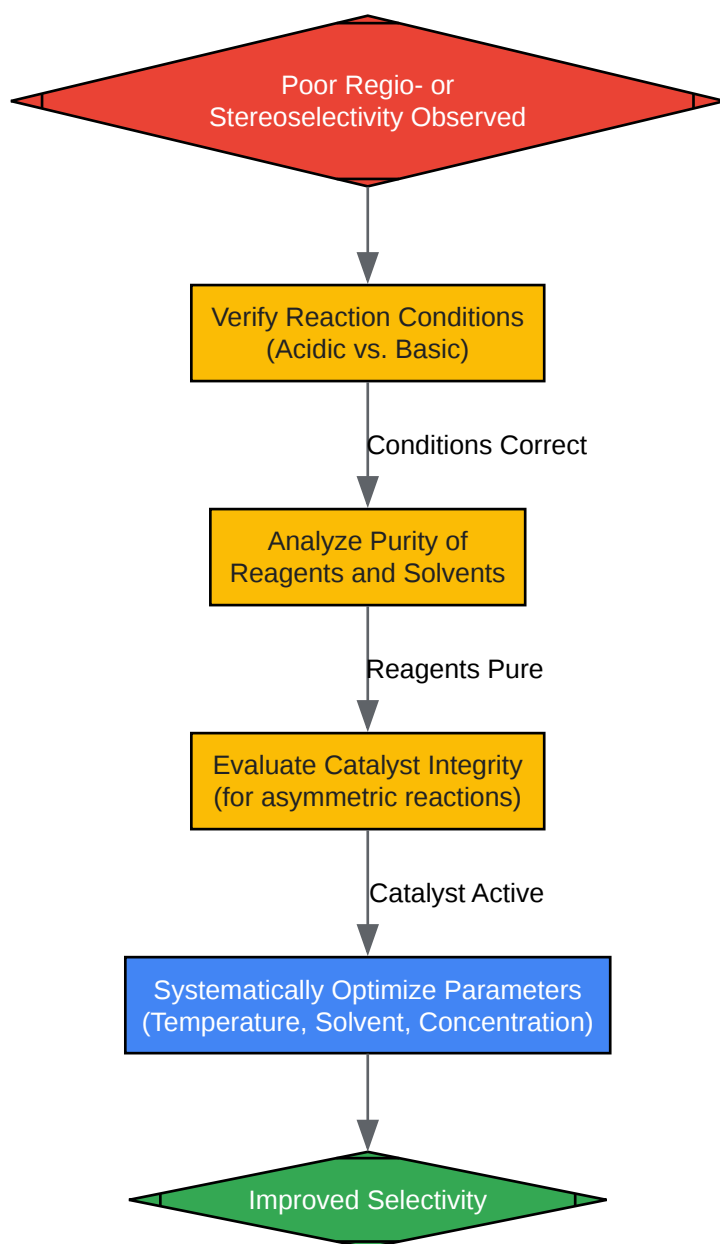 Poor Regio- or
Stereoselectivity Observed
Verify Reaction Conditions
(Acidic vs. Basic)
Conditions Correct
Analyze Purity of
Reagents and Solvents
Reagents Pure
Evaluate Catalyst Integrity
(for asymmetric reactions)
Catalyst Active
Systematically Optimize Parameters
(Temperature, Solvent, Concentration)
Improved Selectivity